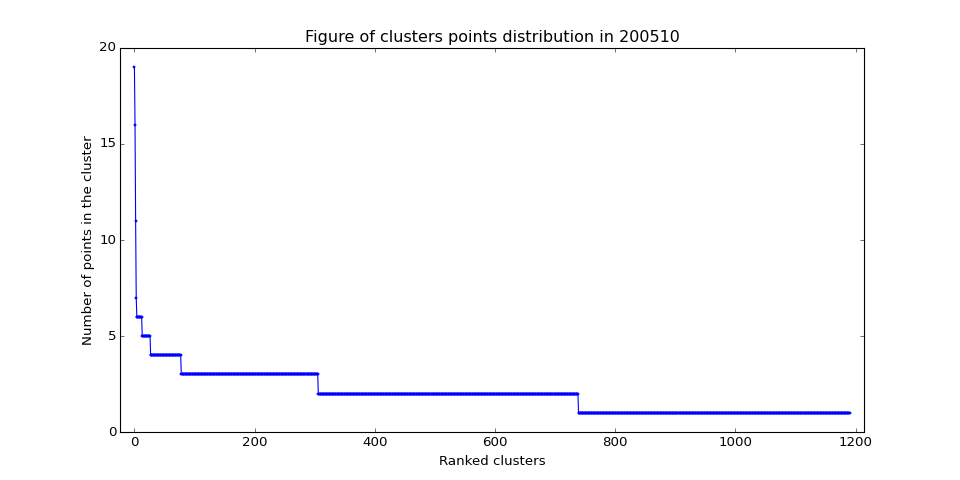 Figure of clusters points distribution in 200510
Number of points in the cluster
20
15
10
5
0
0 200 400 600 800 1000 1200
Ranked clusters